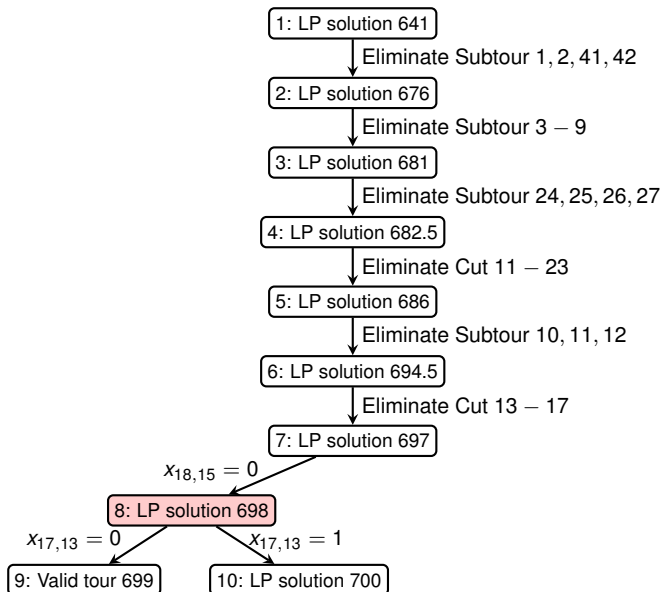 1: LP solution 641
Eliminate Subtour 1, 2, 41, 42
2: LP solution 676
Eliminate Subtour 3 − 9
3: LP solution 681
Eliminate Subtour 24, 25, 26, 27
4: LP solution 682.5
Eliminate Cut 11 − 23
5: LP solution 686
Eliminate Subtour 10, 11, 12
6: LP solution 694.5
Eliminate Cut 13 − 17
7: LP solution 697
x18,15 = 0
8: LP solution 698
x17,13 = 0
x17,13 = 1
9: Valid tour 699
10: LP solution 700